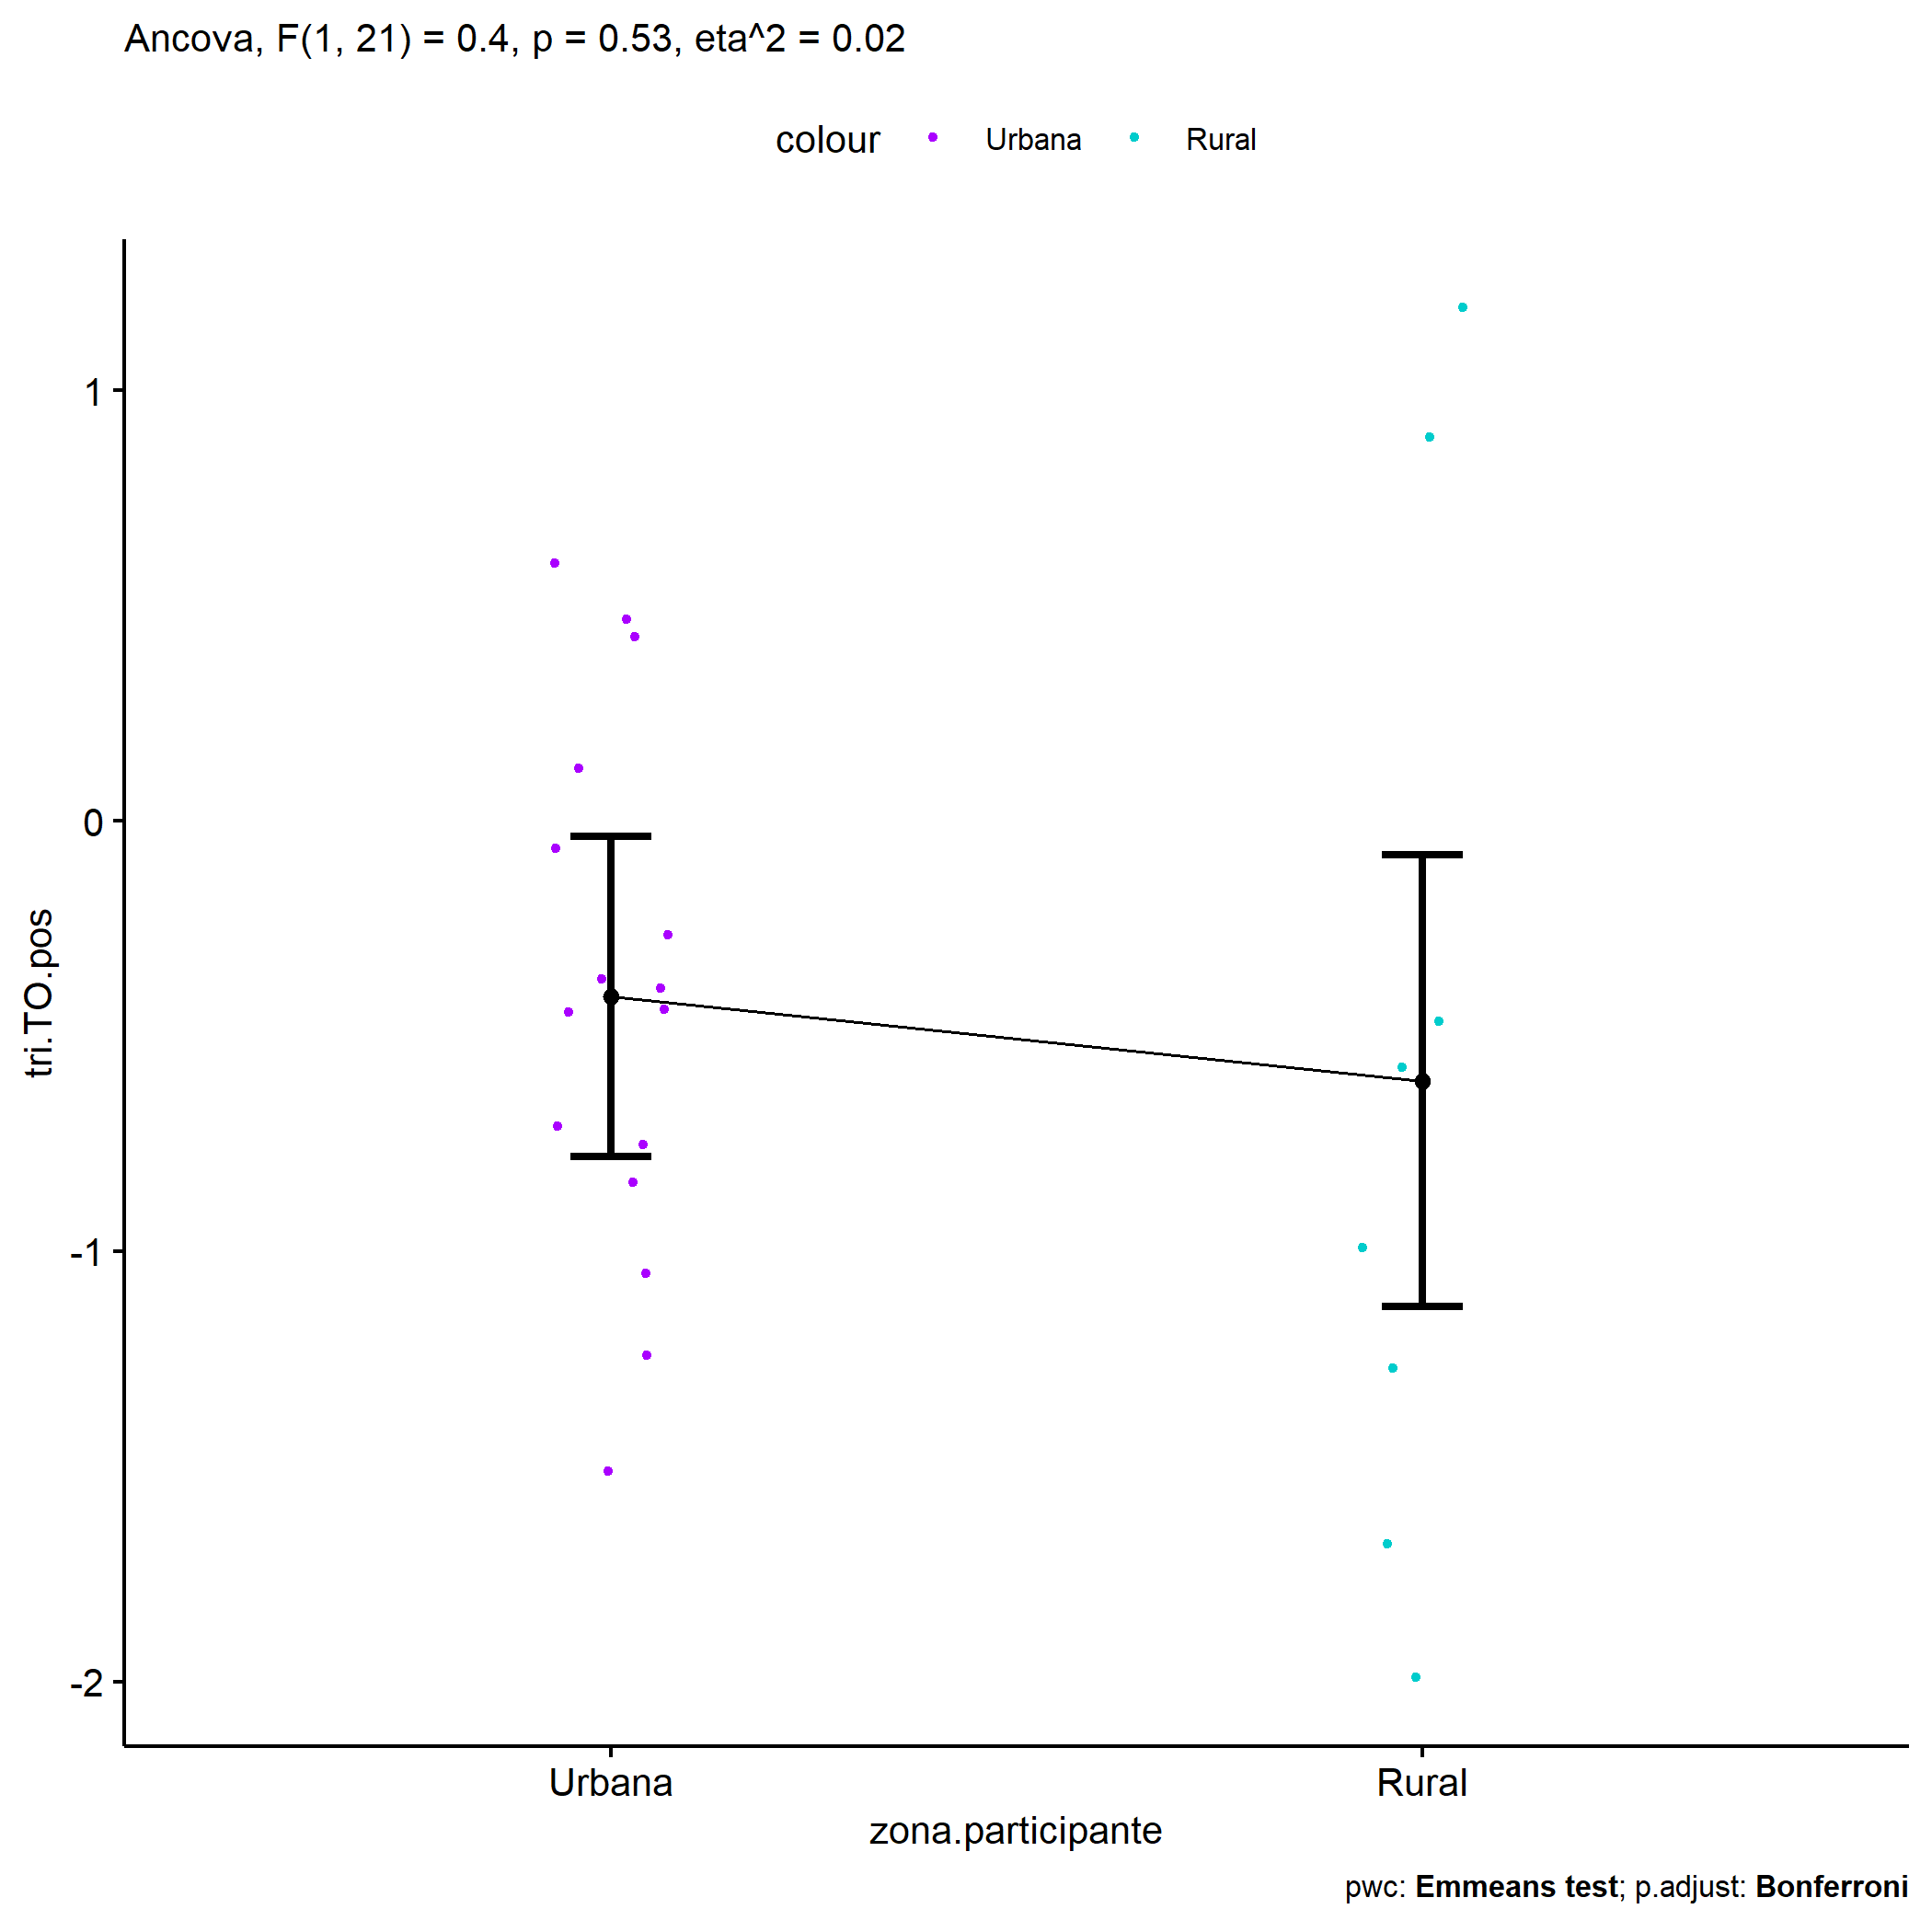 Ancova, F(1, 21) = 0.4, p = 0.53, eta^2 = 0.02
colour Urbana Rural
1
0
-1
-2
tri.TO.pos
Urbana Rural
zona.participante
pwc: Emmeans test; p.adjust: Bonferroni